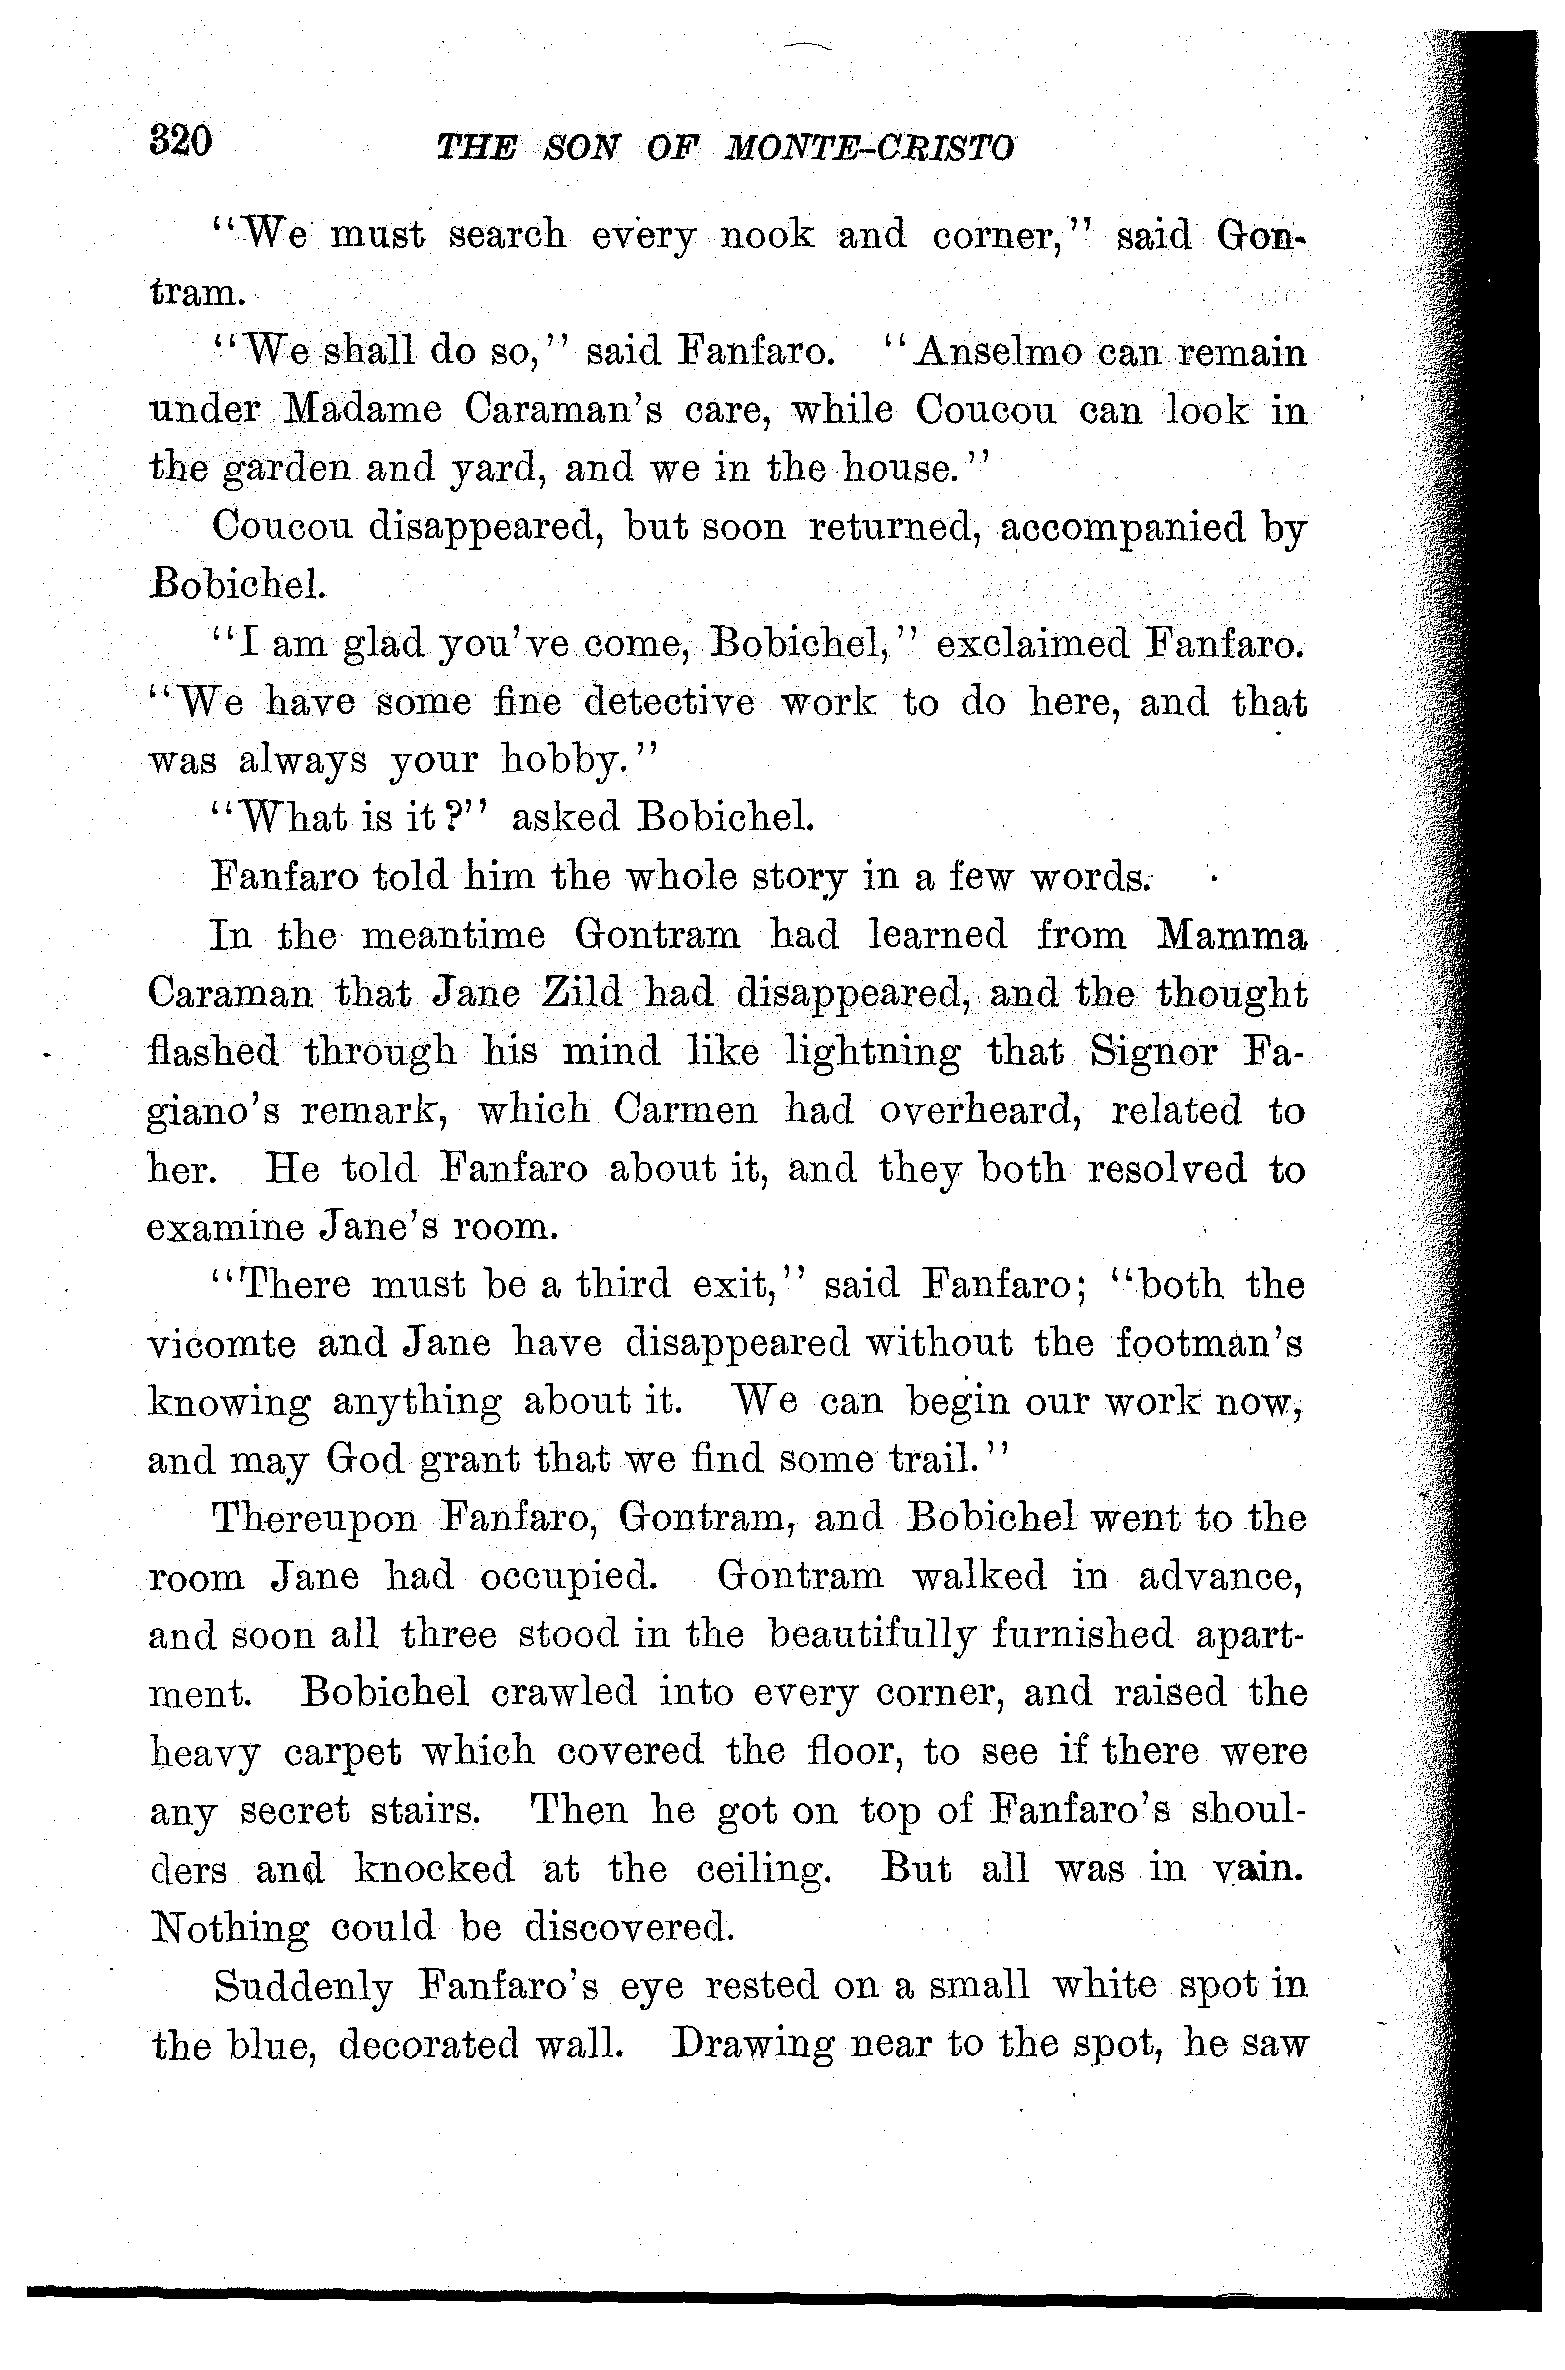 320 THE SON OF MONTE-CRISTO
"We must search every nook and corner," said Gon-
tram.
"We shall do so," said Fanfaro. "Anselmo can remain
under Madame Caraman's care, while Coucou can look in
the garden and yard, and we in the house."
Coucou disappeared, but soon returned, accompanied by
Bobichel.
"I am glad you've come, Bobichel," exclaimed Fanfaro.
"We have some fine detective work to do here, and that
was always your hobby."
"What is it?" asked Bobichel.
Fanfaro told him the whole story in a few words.
In the meantime Gontram had learned from Mamma
Caraman that Jane Zild had disappeared, and the thought
flashed through his mind like lightning that Signor Fa-
giano's remark, which Carmen had overheard, related to
her. He told Fanfaro about it, and they both resolved to
examine Jane's room.
"There must be a third exit," said Fanfaro; "both the
vicomte and Jane have disappeared without the footman's
knowing anything about it. We can begin our work now,
and may God grant that we find some trail."
Thereupon Fanfaro, Gontram, and Bobichel went to the
room Jane had occupied. Gontram walked in advance,
and soon all three stood in the beautifully furnished apart-
ment. Bobichel crawled into every corner, and raised the
heavy carpet which covered the floor, to see if there were
any secret stairs. Then he got on top of Fanfaro's shoul-
ders and knocked at the ceiling. But all was in vain.
Nothing could be discovered.
Suddenly Fanfaro's eye rested on a small white spot in
the blue, decorated wall. Drawing near to the spot, he saw